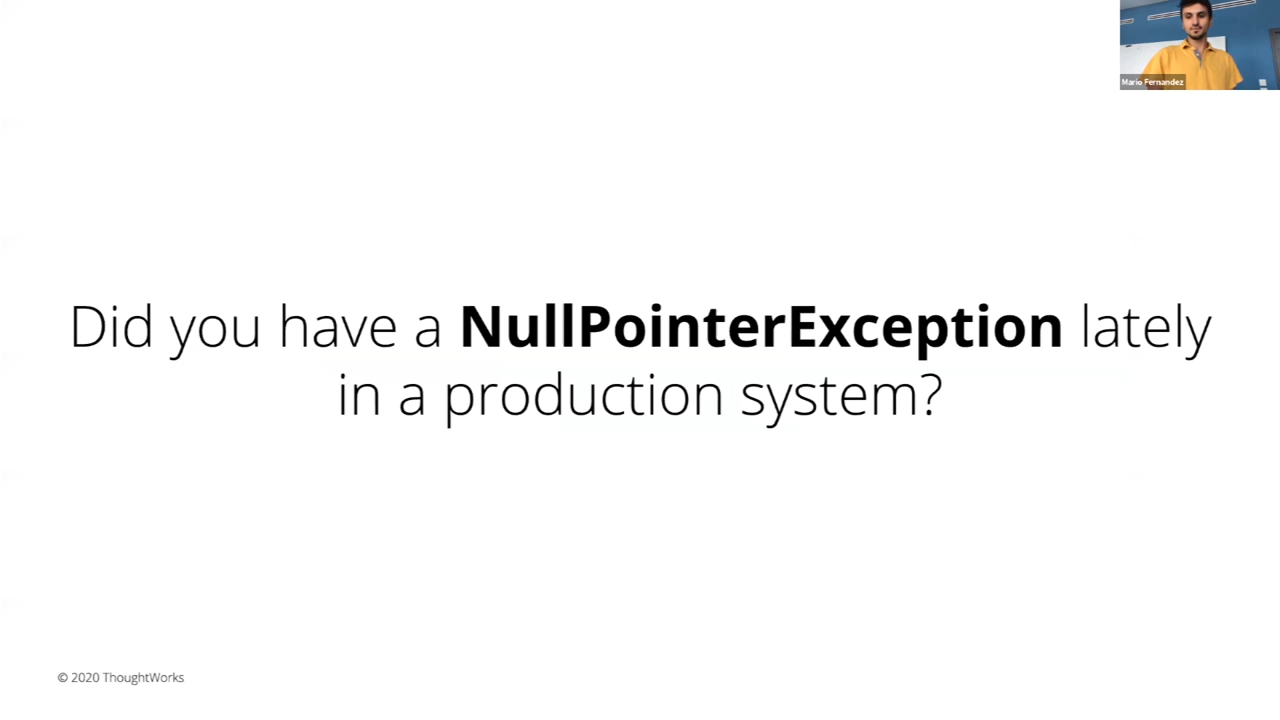 Mario Fernandez
Did you have a NullPointerException lately
in a production system?
© 2020 ThoughtWorks